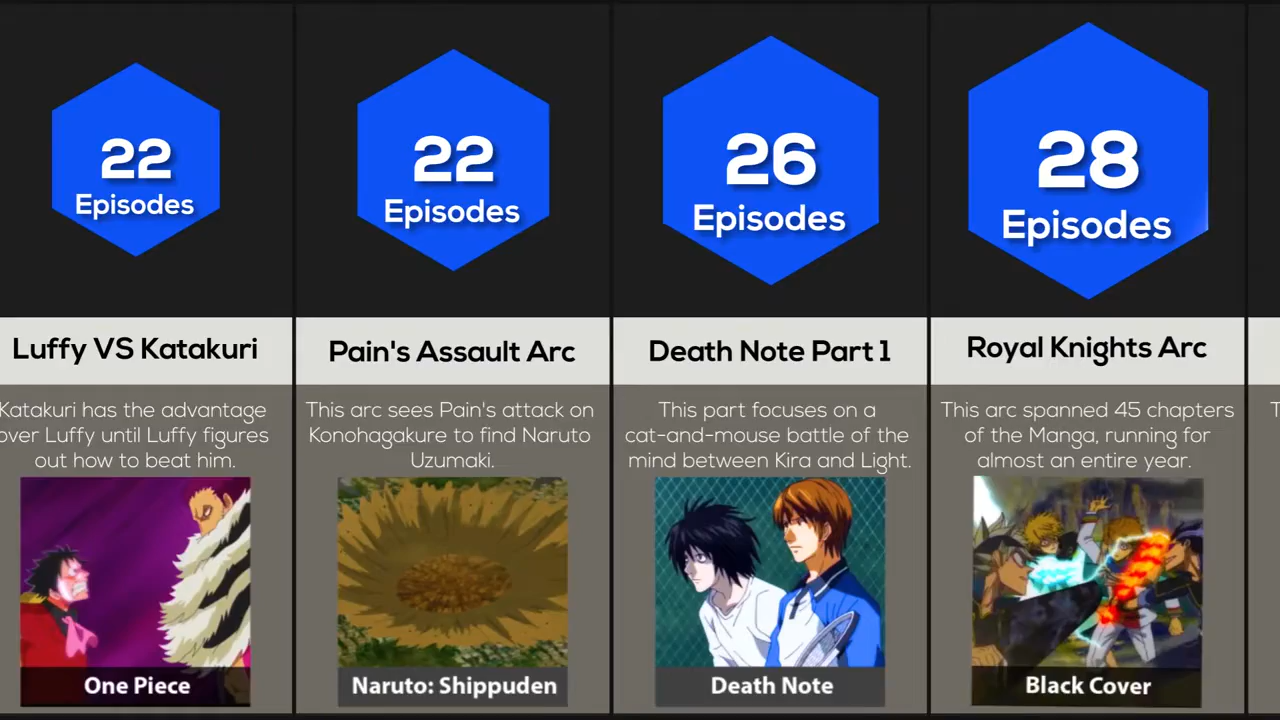 22
Episodes
Luffy VS Katakuri
Katakuri has the advantage
over Luffy until Luffy figures
out how to beat him.
One Piece
22
Episodes
Pain's Assault Arc
This arc sees Pain's attack on
Konohagakure to find Naruto
Uzumaki.
Naruto: Shippuden
26
Episodes
Death Note Part 1
This part focuses on a
cat-and-mouse battle of the
mind between Kira and Light.
Death Note
28
Episodes
Royal Knights Arc
This arc spanned 45 chapters
of the Manga, running for
almost an entire year.
Black Cover